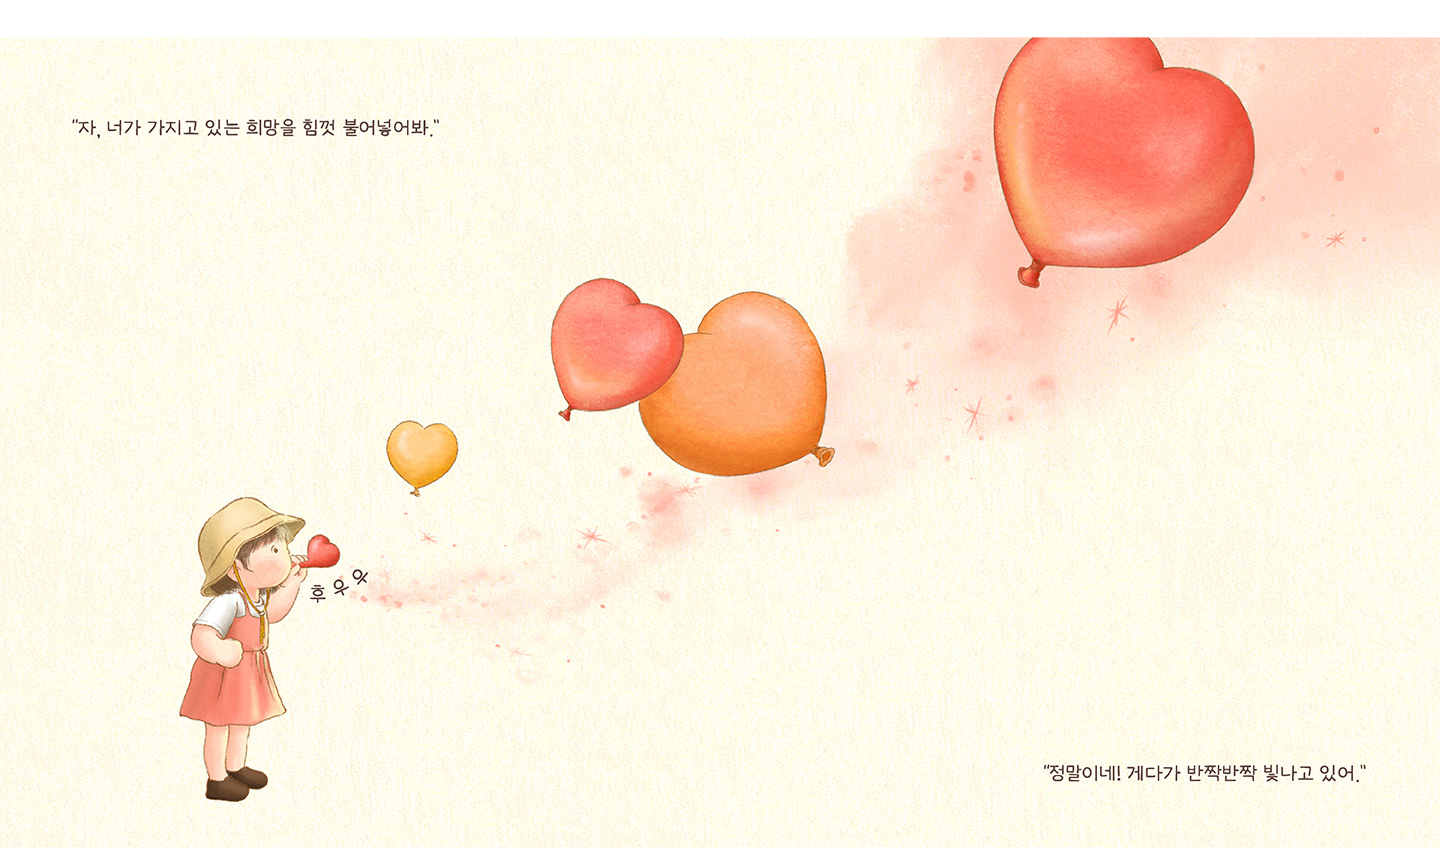 "자, 너가 가지고 있는 희망을 힘껏 불어넣어봐."
후우우
"정말이네! 게다가 반짝반짝 빛나고 있어."